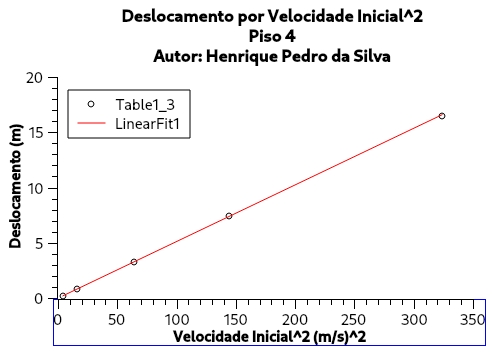 Deslocamento por Velocidade Inicial^2
Piso 4
Autor: Henrique Pedro da Silva
20
Table1_3
LinearFit1
15
10
5
0
Deslocamento (m)
0 50 100 150 200 250 300 350
Velocidade Inicial^2 (m/s)^2